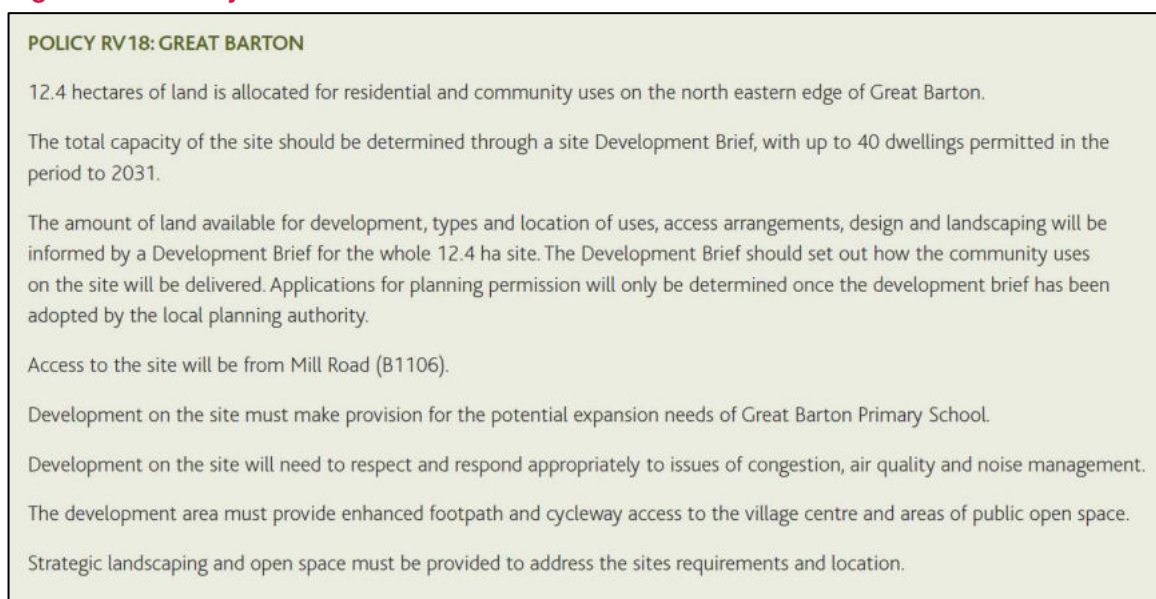 POLICY RV18: GREAT BARTON
12.4 hectares of land is allocated for residential and community uses on the north eastern edge of Great Barton.
The total capacity of the site should be determined through a site Development Brief, with up to 40 dwellings permitted in the
period to 2031.
The amount of land available for development, types and location of uses, access arrangements, design and landscaping will be
informed by a Development Brief for the whole 12.4 ha site. The Development Brief should set out how the community uses
on the site will be delivered. Applications for planning permission will only be determined once the development brief has been
adopted by the local planning authority.
Access to the site will be from Mill Road (B1106).
Development on the site must make provision for the potential expansion needs of Great Barton Primary School.
Development on the site will need to respect and respond appropriately to issues of congestion, air quality and noise management.
The development area must provide enhanced footpath and cycleway access to the village centre and areas of public open space.
Strategic landscaping and open space must be provided to address the sites requirements and location.